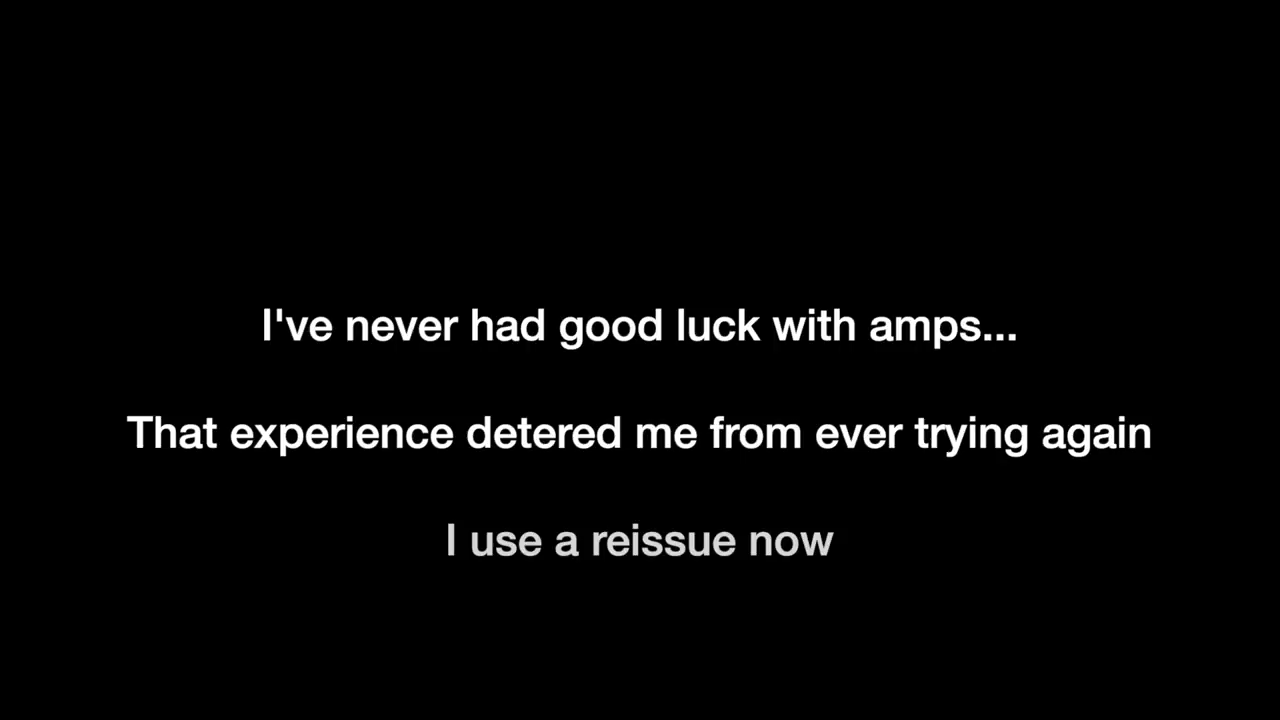 I've never had good luck with amps...
That experience detered me from ever trying again
I use a reissue now